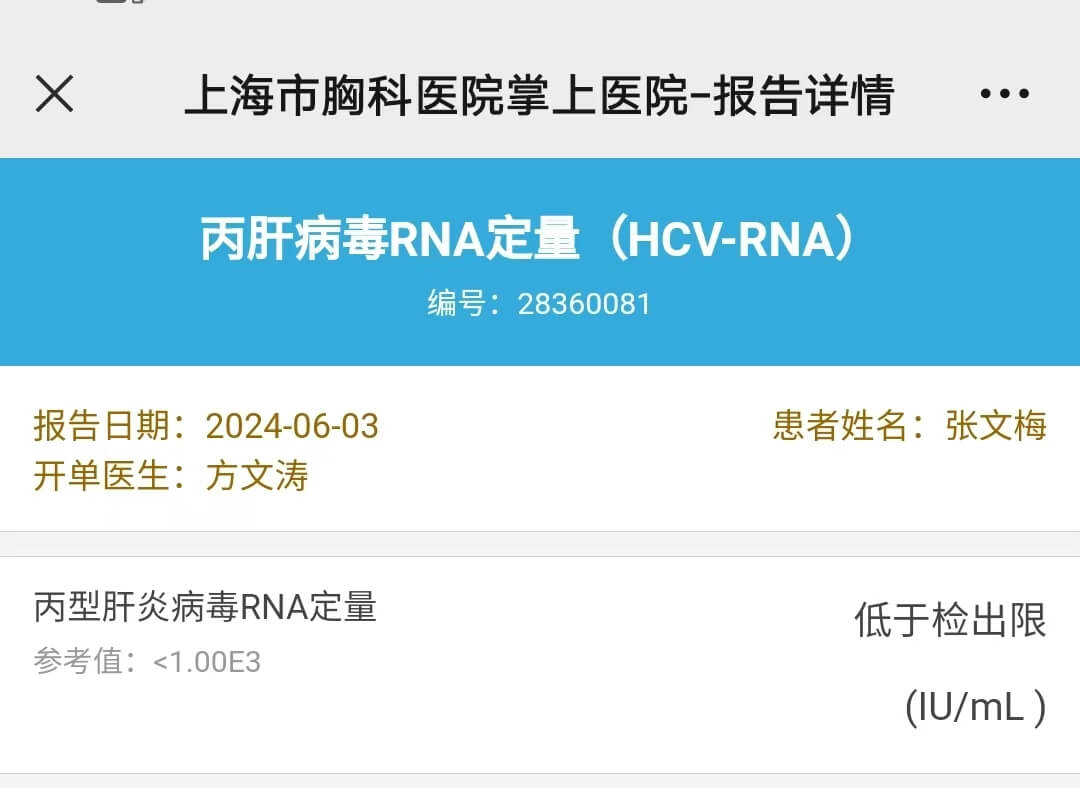 上海市胸科医院掌上医院-报告详情
丙肝病毒RNA定量（HCV-RNA）
编号：28360081
报告日期：2024-06-03
患者姓名：张文梅
开单医生：方文涛
丙型肝炎病毒RNA定量
低于检出限
参考值：<1.00E3
(IU/mL )